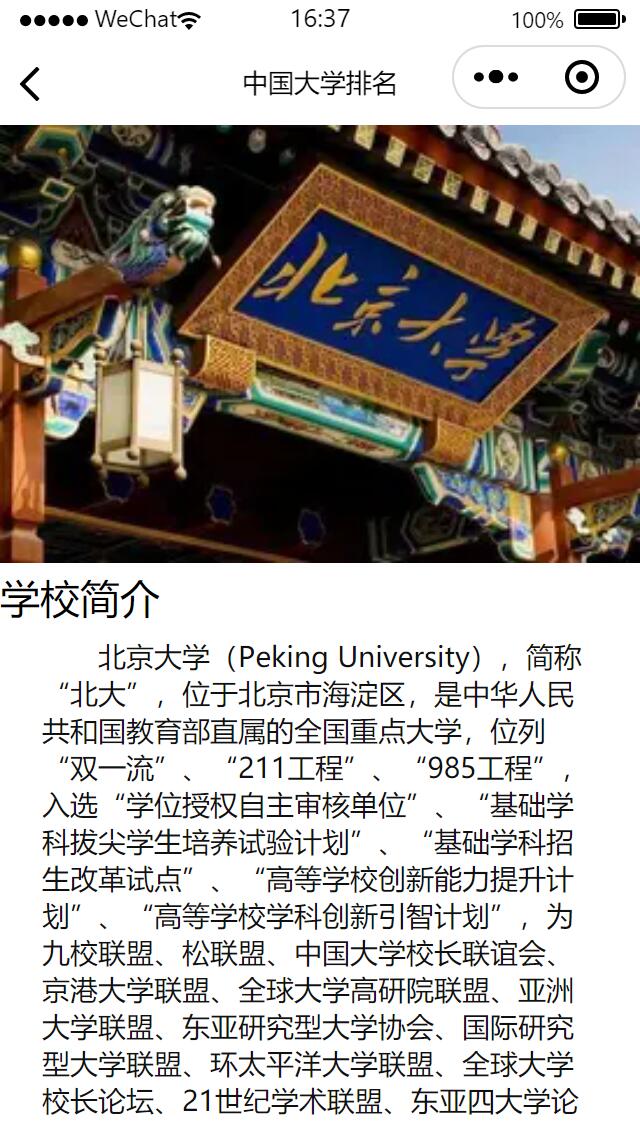 WeChat
16:37
100%
中国大学排名
北京大学
学校简介
北京大学（Peking University），简称
“北大”，位于北京市海淀区，是中华人民
共和国教育部直属的全国重点大学，位列
“双一流”、“211工程”、“985工程”，
入选“学位授权自主审核单位”、“基础学
科拔尖学生培养试验计划”、“基础学科招
生改革试点”、“高等学校创新能力提升计
划”、“高等学校学科创新引智计划”，为
九校联盟、松联盟、中国大学校长联谊会、
京港大学联盟、全球大学高研院联盟、亚洲
大学联盟、东亚研究型大学协会、国际研究
型大学联盟、环太平洋大学联盟、全球大学
校长论坛、21世纪学术联盟、东亚四大学论